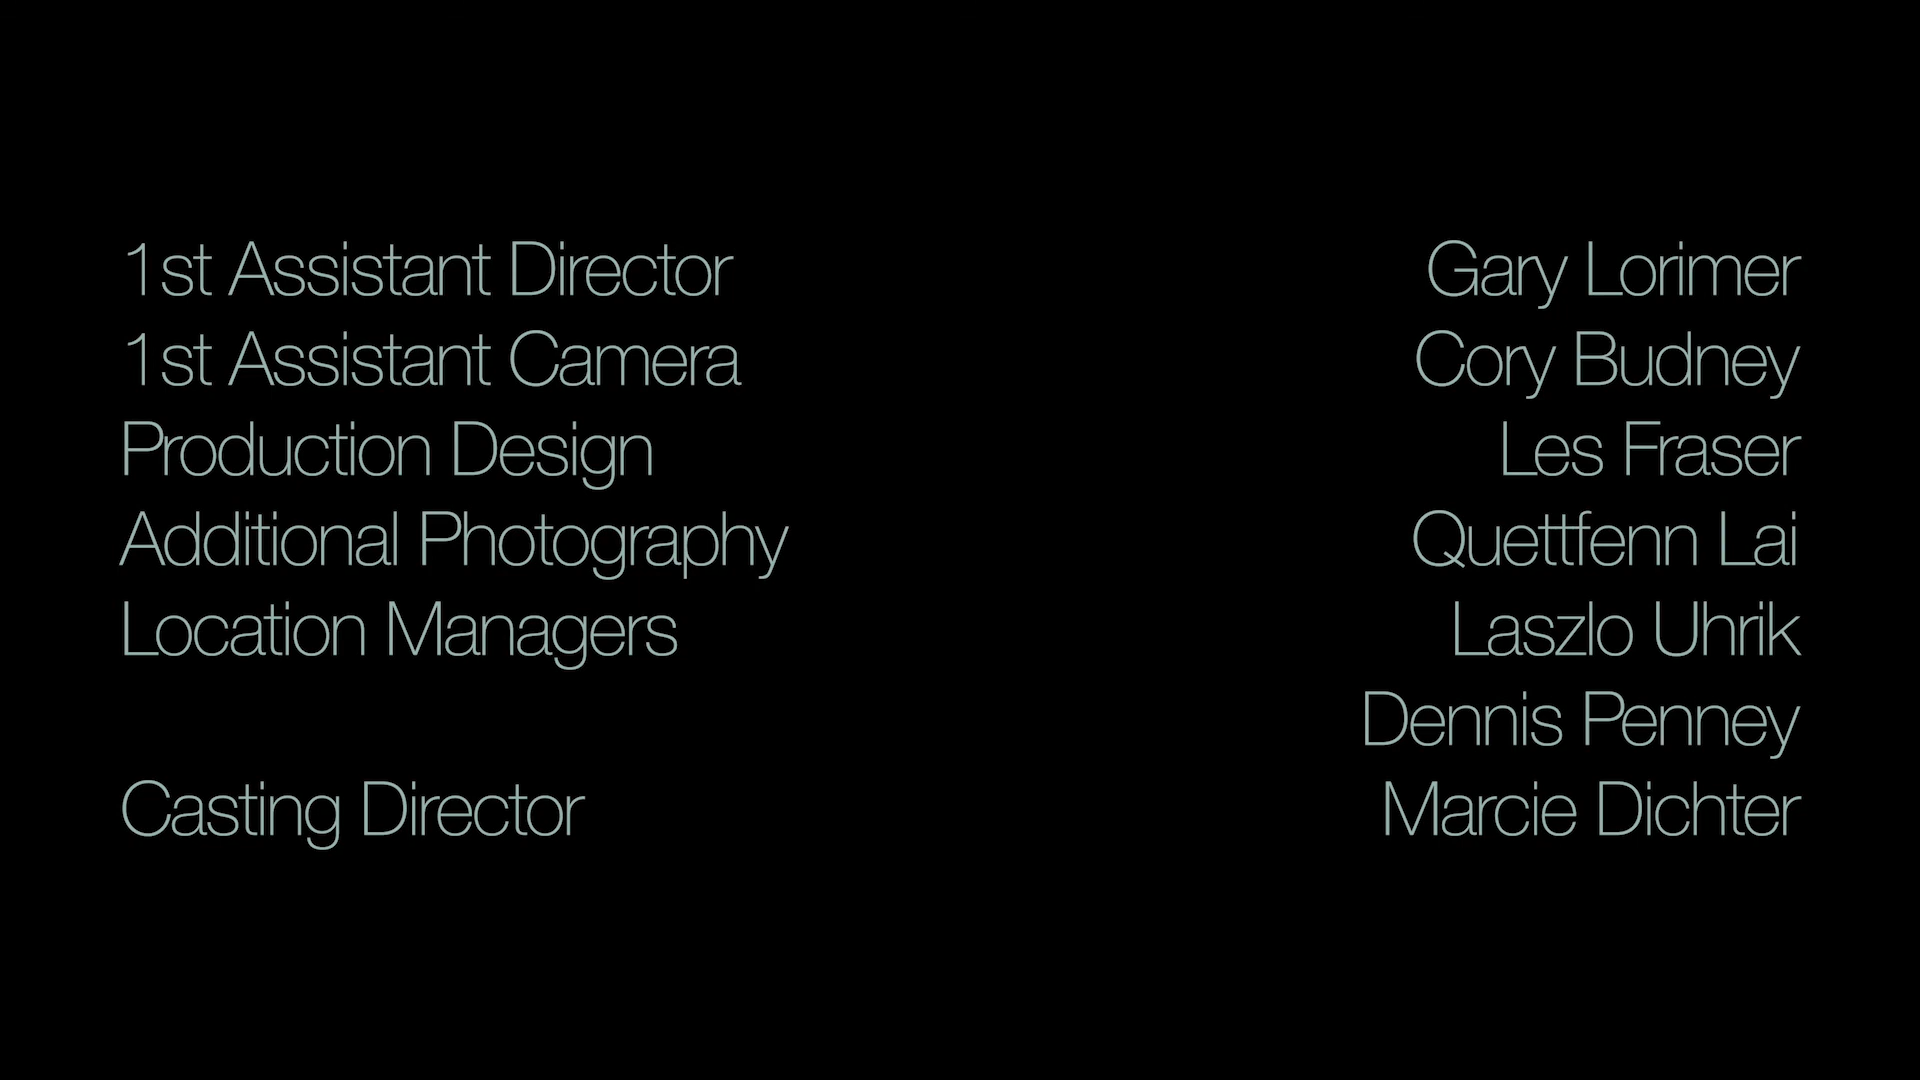 1st Assistant Director Gary Lorimer
1st Assistant Camera Cory Budney
Production Design Les Fraser
Additional Photography Quettfenn Lai
Location Managers Laszlo Uhrik
Dennis Penney
Casting Director Marcie Dichter